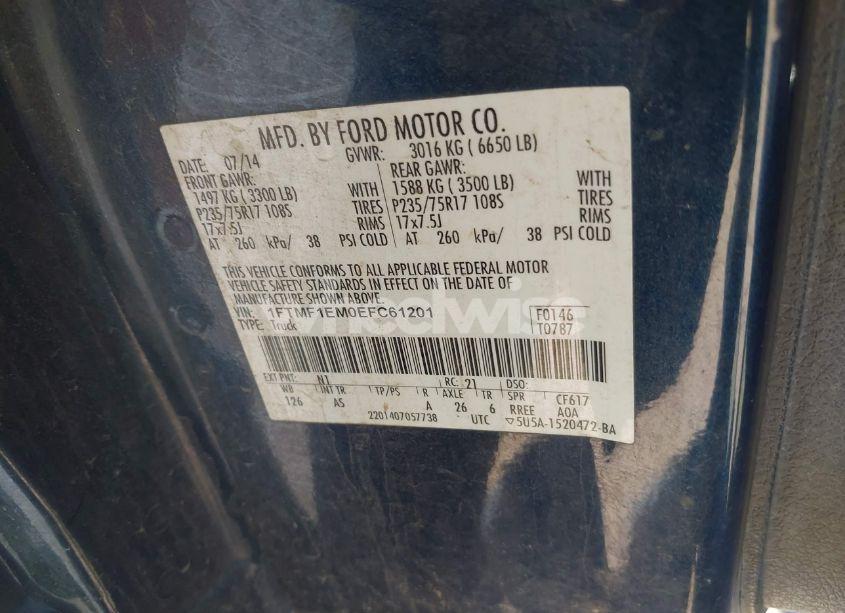 MFD. BY FORD MOTOR CO.
DATE: 07/14 GVWR: 3016 KG ( 6650 LB)
FRONT GAWR: REAR GAWR:
1497 KG ( 3300 LB) WITH 1588 KG ( 3500 LB) WITH
P235/75R17 108S TIRES P235/75R17 108S TIRES
17x7.5J RIMS 17x7.5J RIMS
AT 260 kPa/ 38 PSI COLD AT 260 kPa/ 38 PSI COLD
THIS VEHICLE CONFORMS TO ALL APPLICABLE FEDERAL MOTOR
VEHICLE SAFETY STANDARDS IN EFFECT ON THE DATE OF
MANUFACTURE SHOWN ABOVE.
VIN: 1FTMF1EM0EFC61201 F0146
TYPE: Truck T0787
wheelwise
EXT PNT: N1 RC: 21 DSO:
WB INT TR TP/PS R AXLE TR SPR CF617
126 AS A 26 6 RREE A0A
2201407057738 UTC ▽5U5A-1520472-BA